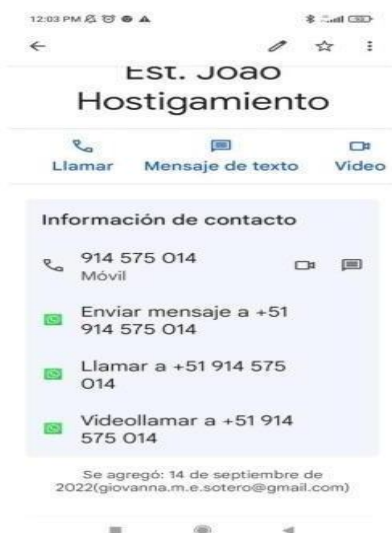 12:03 PM
Est. Joao
Hostigamiento
Llamar Mensaje de texto Video
Información de contacto
914 575 014
Móvil
Enviar mensaje a +51
914 575 014
Llamar a +51 914 575
014
Videollamar a +51 914
575 014
Se agregó: 14 de septiembre de
2022(giovanna.m.e.sotero@gmail.com)